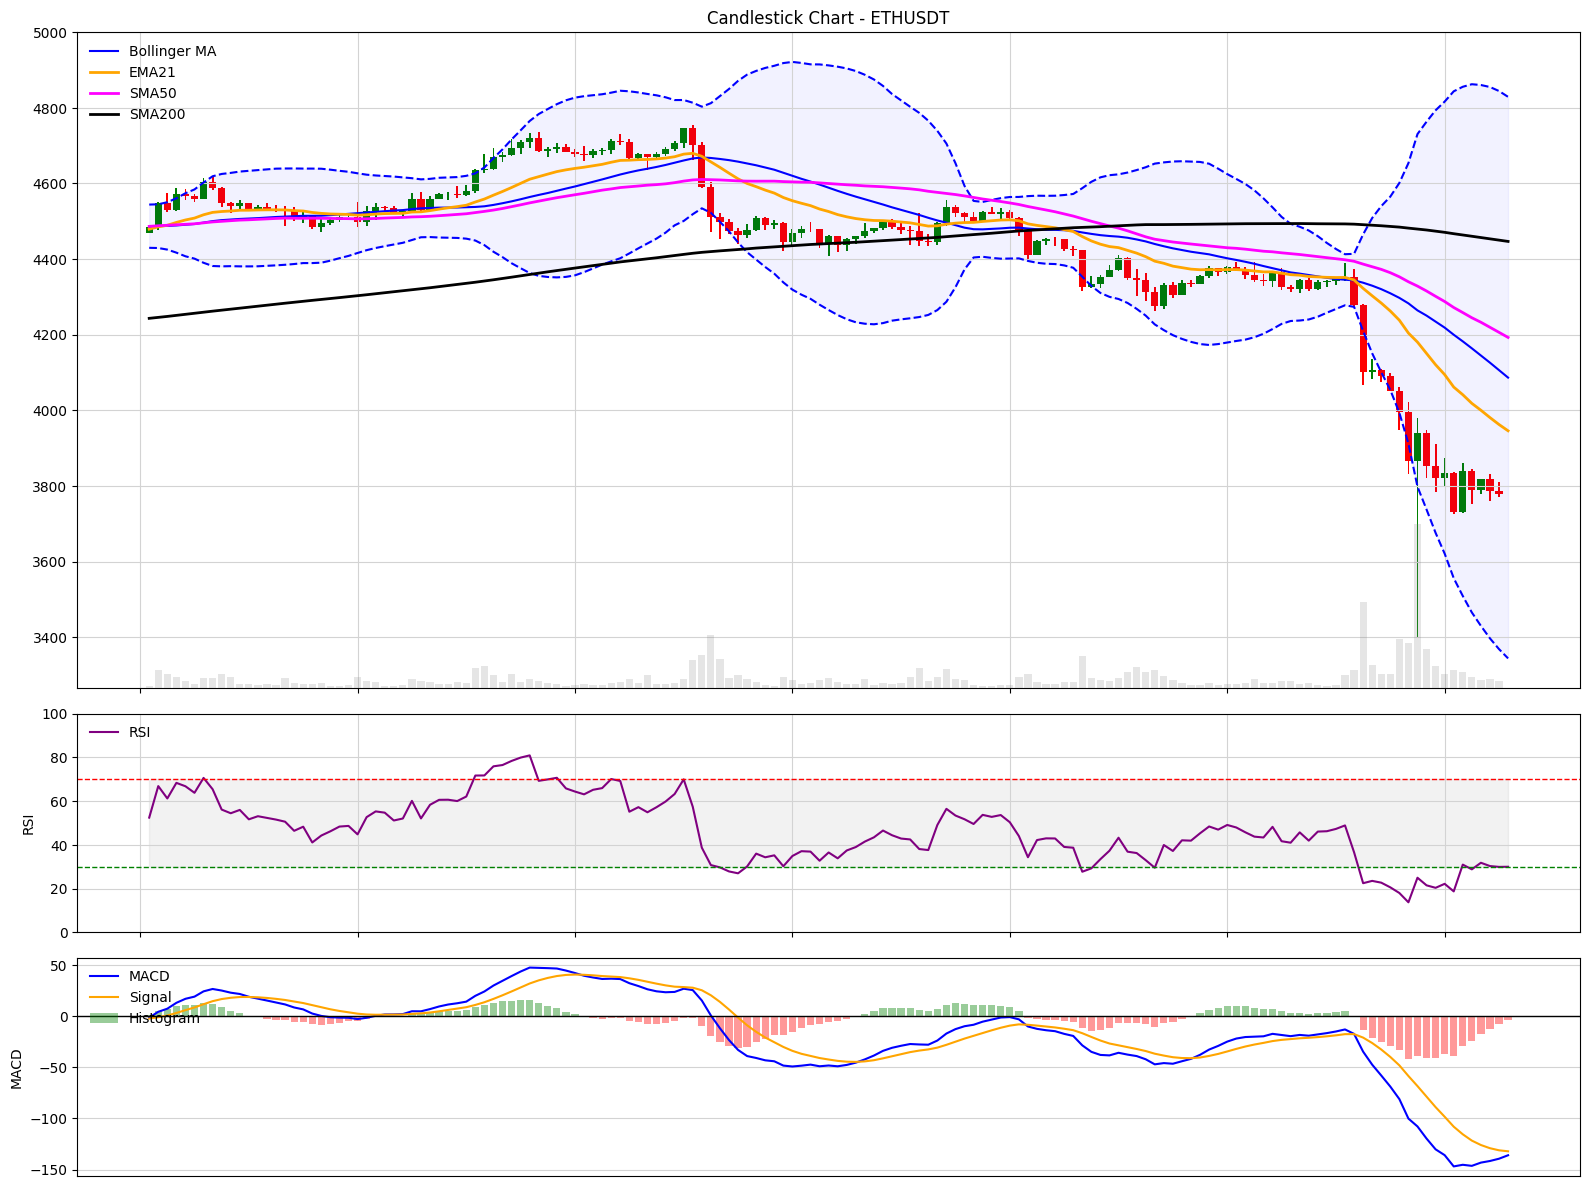 Candlestick Chart - ETHUSDT
5000
4800
4600
4400
4200
4000
3800
3600
3400
Bollinger MA
EMA21
SMA50
SMA200
100
80
60
40
20
0
RSI
RSI
50
0
−50
−100
−150
MACD
MACD
Signal
Histogram